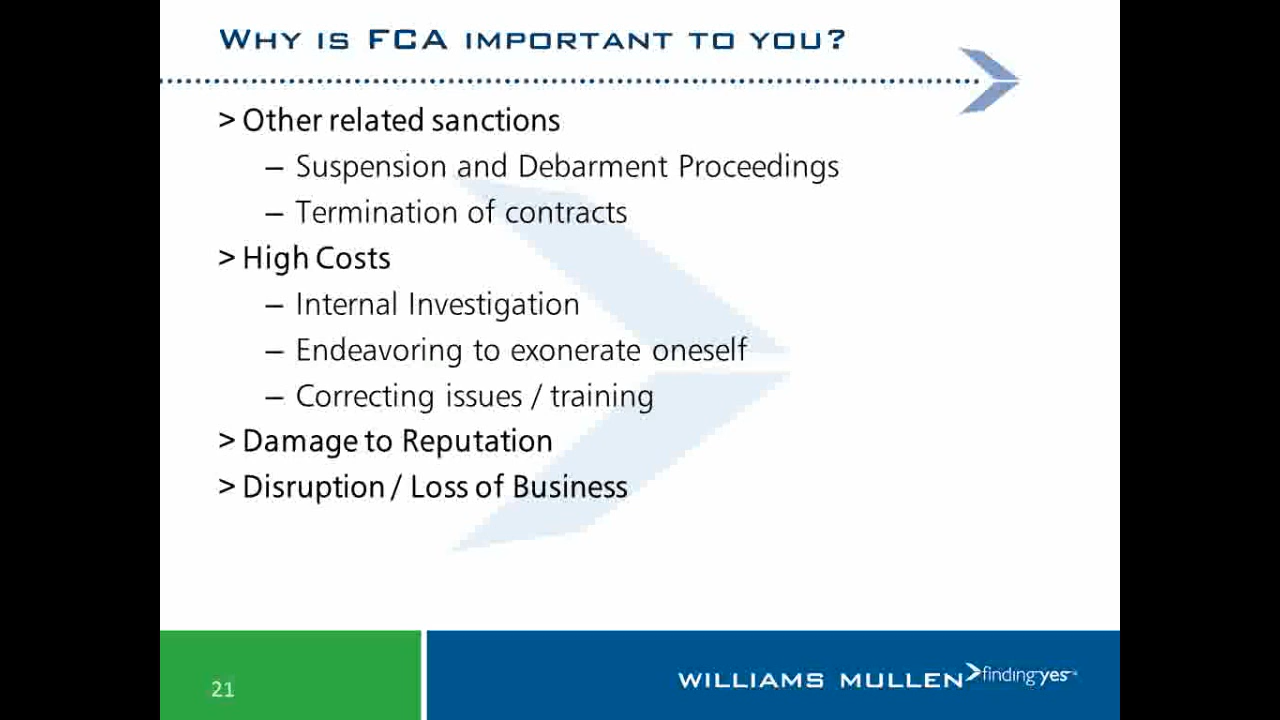 WHY IS FCA IMPORTANT TO YOU?
> Other related sanctions
– Suspension and Debarment Proceedings
– Termination of contracts
> High Costs
– Internal Investigation
– Endeavoring to exonerate oneself
– Correcting issues / training
> Damage to Reputation
> Disruption / Loss of Business
21
WILLIAMS MULLEN finding yes℠